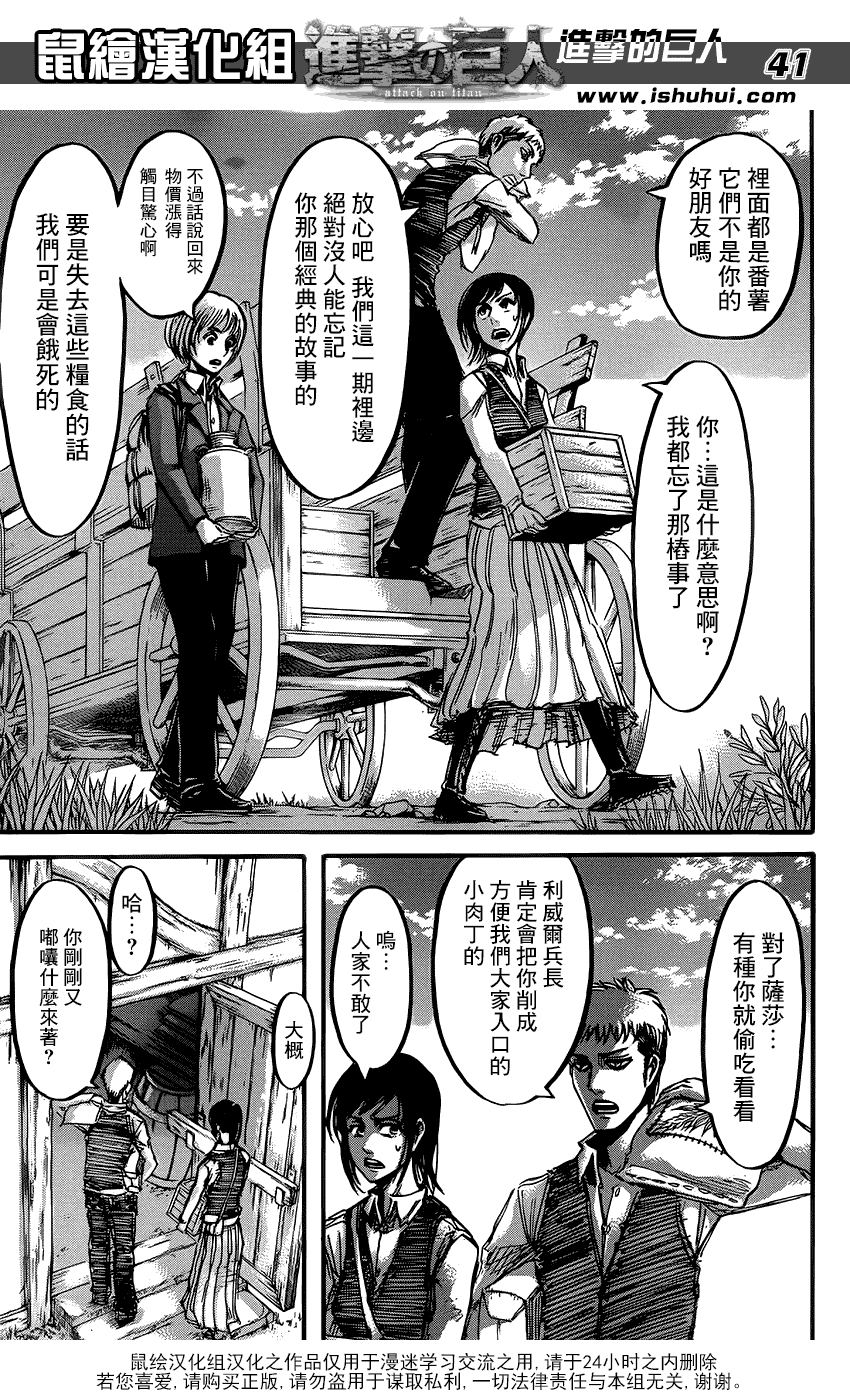 鼠繪漢化組
進撃の巨人
attack on titan
進擊的巨人
www.ishuhui.com
41
裡面都是番薯
它們不是你的
好朋友嗎
你…這是什麼意思啊?
我都忘了那樁事了
放心吧 我們這一期裡邊
絕對沒人能忘記
你那個經典的故事的
不過話說回來
物價漲得
觸目驚心啊
要是失去這些糧食的話
我們可是會餓死的
對了薩莎…
有種你就偷吃看看
利威爾兵長
肯定會把你削成
方便我們大家入口的
小肉丁的
嗚…
人家不敢了
大概
哈…?
你剛剛又
嘟囔什麼來著?
鼠绘汉化组汉化之作品仅用于漫迷学习交流之用,请于24小时之内删除
若您喜爱,请购买正版,请勿盗用于谋取私利,一切法律责任与本组无关,谢谢。